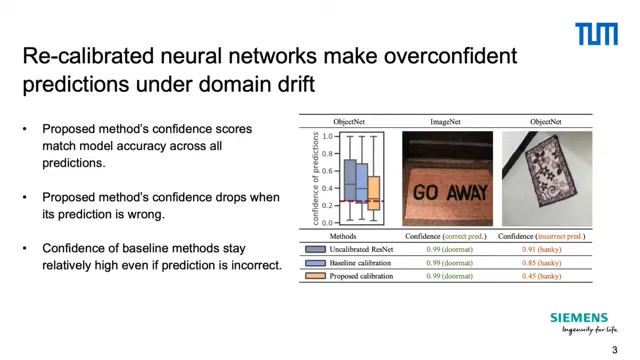 TUM
Re-calibrated neural networks make overconfident
predictions under domain drift
• Proposed method's confidence scores
match model accuracy across all
predictions.
• Proposed method's confidence drops when
its prediction is wrong.
• Confidence of baseline methods stay
relatively high even if prediction is incorrect.
ObjectNet ImageNet ObjectNet
confidence of predictions
1.0
0.8
0.6
0.4
0.2
0.0
GO AWAY
Methods Confidence (correct pred.) Confidence (incorrect pred.)
Uncalibrated ResNet 0.99 (doormat) 0.91 (hanky)
Baseline calibration 0.99 (doormat) 0.85 (hanky)
Proposed calibration 0.99 (doormat) 0.45 (hanky)
SIEMENS
Ingenuity for life
3